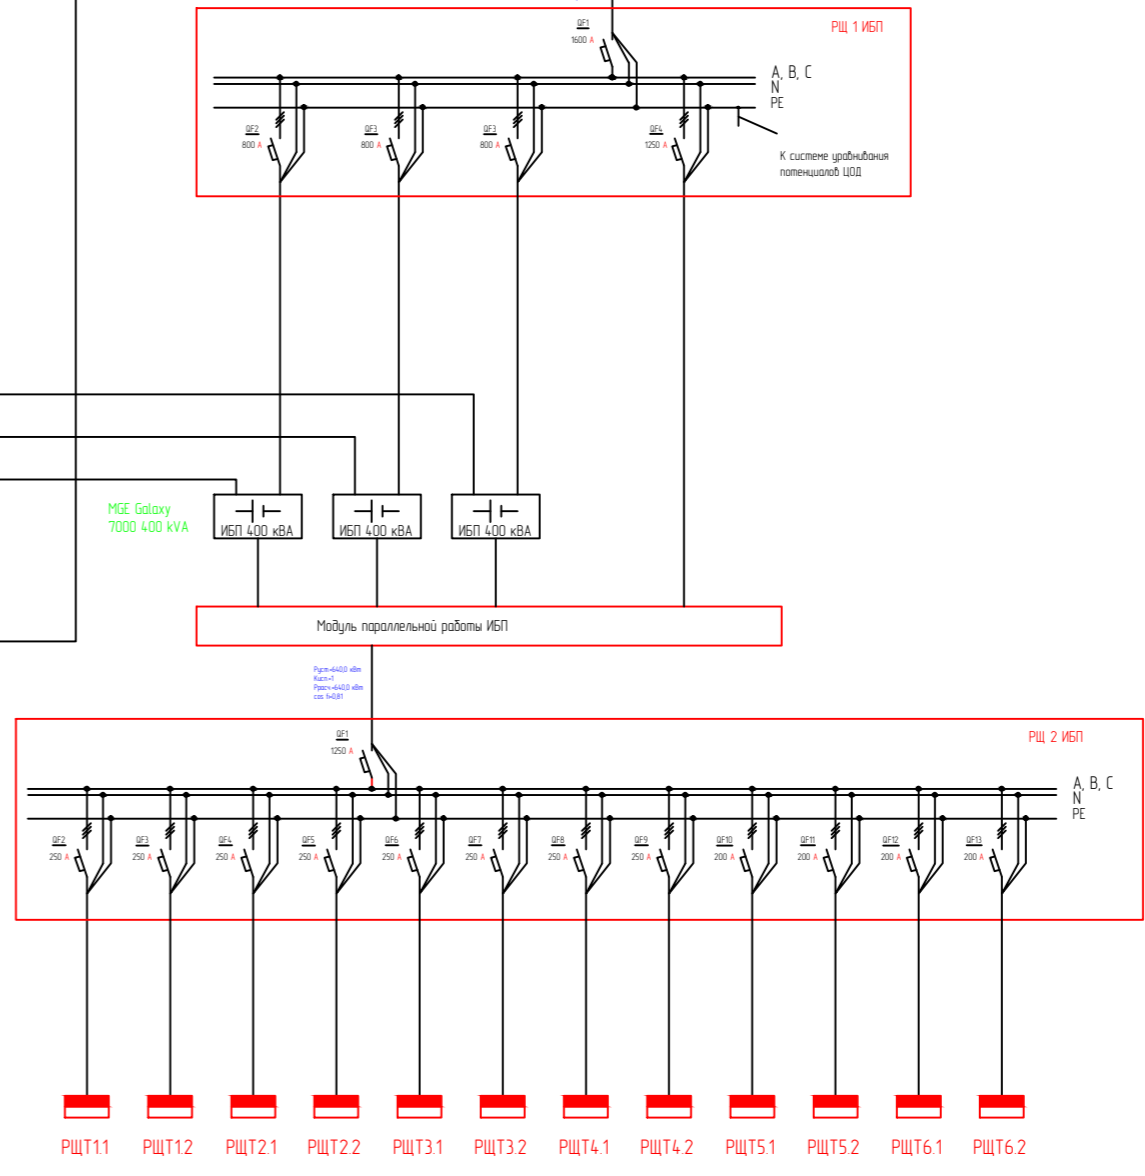 QF1
1600 А
РЩ 1 ИБП
A, B, C
N
PE
QF2
800 А
QF3
800 А
QF3
800 А
QF4
1250 А
К системе уравнивания
потенциалов ЦОД
MGE Galaxy
7000 400 kVA
ИБП 400 кВА
ИБП 400 кВА
ИБП 400 кВА
Модуль параллельной работы ИБП
Руст=640,0 кВт
Кисп=1
Ррасч=640,0 кВт
cos f=0,81
QF1
1250 А
РЩ 2 ИБП
A, B, C
N
PE
QF2
250 А
QF3
250 А
QF4
250 А
QF5
250 А
QF6
250 А
QF7
250 А
QF8
250 А
QF9
250 А
QF10
200 А
QF11
200 А
QF12
200 А
QF13
200 А
РЩТ1.1
РЩТ1.2
РЩТ2.1
РЩТ2.2
РЩТ3.1
РЩТ3.2
РЩТ4.1
РЩТ4.2
РЩТ5.1
РЩТ5.2
РЩТ6.1
РЩТ6.2